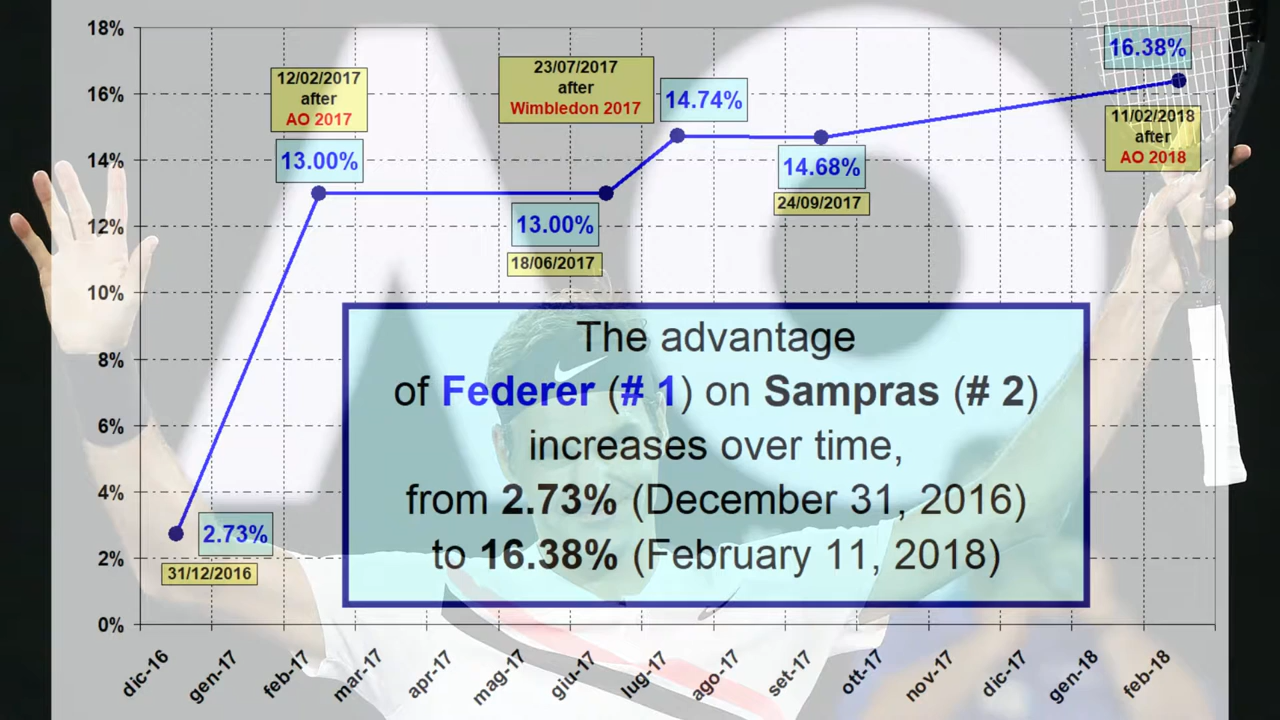 18%
16%
14%
12%
10%
8%
6%
4%
2%
0%
12/02/2017
after
AO 2017
13.00%
23/07/2017
after
Wimbledon 2017
14.74%
16.38%
11/02/2018
after
AO 2018
14.68%
24/09/2017
13.00%
18/06/2017
2.73%
31/12/2016
The advantage
of Federer (# 1) on Sampras (# 2)
increases over time,
from 2.73% (December 31, 2016)
to 16.38% (February 11, 2018)
dic-16
gen-17
feb-17
mar-17
apr-17
mag-17
giu-17
lug-17
ago-17
set-17
ott-17
nov-17
dic-17
gen-18
feb-18
AO